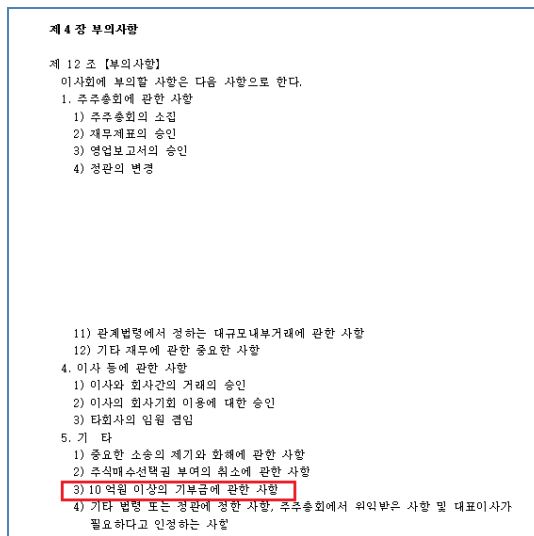 제 4 장 부의사항
제 12 조 【부의사항】
이사회에 부의할 사항은 다음 사항으로 한다.
1. 주주총회에 관한 사항
1) 주주총회의 소집
2) 재무제표의 승인
3) 영업보고서의 승인
4) 정관의 변경
11) 관계법령에서 정하는 대규모내부거래에 관한 사항
12) 기타 재무에 관한 중요한 사항
4. 이사 등에 관한 사항
1) 이사와 회사간의 거래의 승인
2) 이사의 회사기회 이용에 대한 승인
3) 타회사의 임원 겸임
5. 기 타
1) 중요한 소송의 제기와 화해에 관한 사항
2) 주식매수선택권 부여의 취소에 관한 사항
3) 10 억원 이상의 기부금에 관한 사항
4) 기타 법령 또는 정관에 정한 사항, 주주총회에서 위임받은 사항 및 대표이사가
필요하다고 인정하는 사항